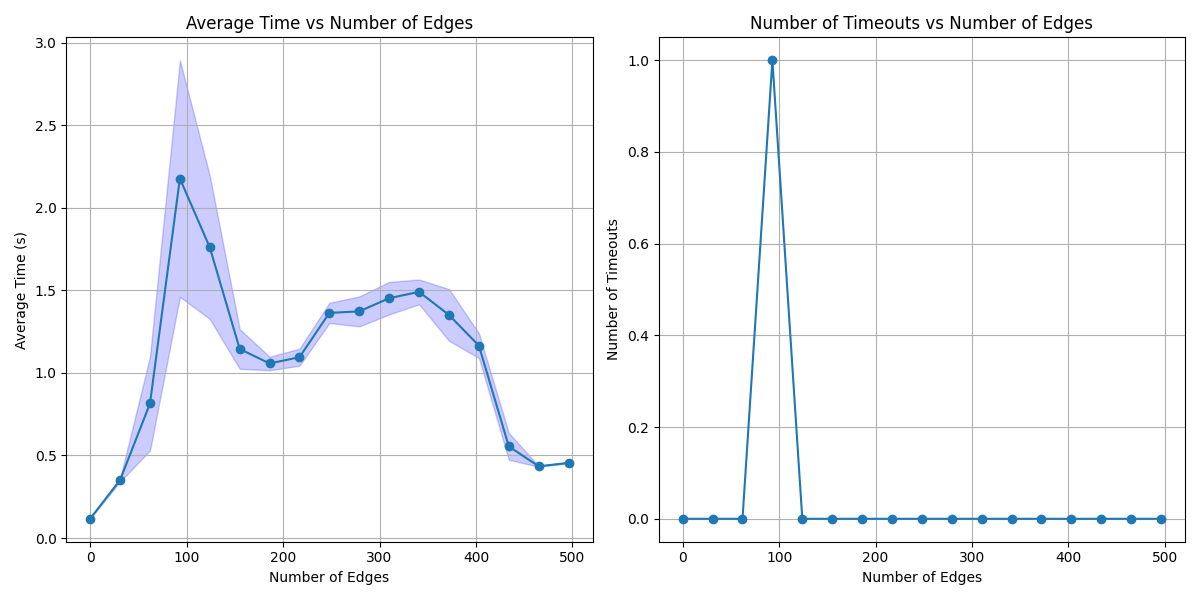 Average Time vs Number of Edges
Average Time (s)
3.0
2.5
2.0
1.5
1.0
0.5
0.0
0 100 200 300 400 500
Number of Edges
Number of Timeouts vs Number of Edges
Number of Timeouts
1.0
0.8
0.6
0.4
0.2
0.0
0 100 200 300 400 500
Number of Edges